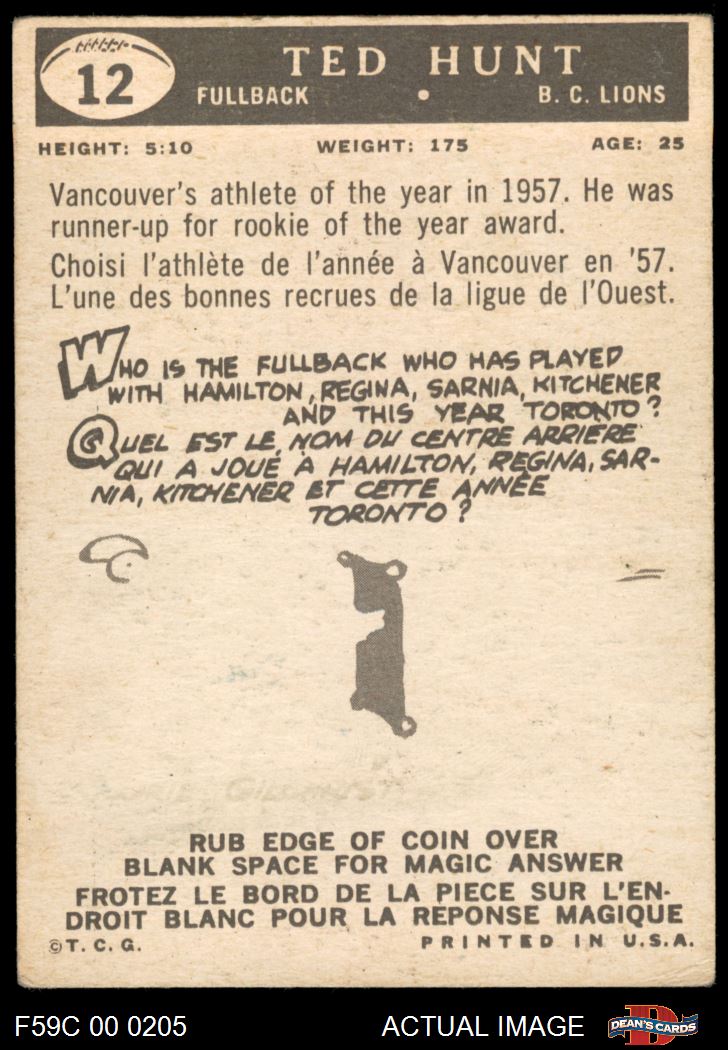 12
TED HUNT
FULLBACK • B. C. LIONS
HEIGHT: 5:10 WEIGHT: 175 AGE: 25
Vancouver's athlete of the year in 1957. He was
runner-up for rookie of the year award.
Choisi l'athlète de l'année à Vancouver en '57.
L'une des bonnes recrues de la ligue de l'Ouest.
WHO IS THE FULLBACK WHO HAS PLAYED
WITH HAMILTON, REGINA, SARNIA, KITCHENER
AND THIS YEAR TORONTO?
QUEL EST LE NOM DU CENTRE ARRIERE
QUI A JOUÉ À HAMILTON, REGINA, SAR-
NIA, KITCHENER ET CETTE ANNÉE
TORONTO?
RUB EDGE OF COIN OVER
BLANK SPACE FOR MAGIC ANSWER
FROTEZ LE BORD DE LA PIECE SUR L'EN-
DROIT BLANC POUR LA REPONSE MAGIQUE
©T. C. G. PRINTED IN U.S.A.
F59C 00 0205 ACTUAL IMAGE DEAN'S CARDS